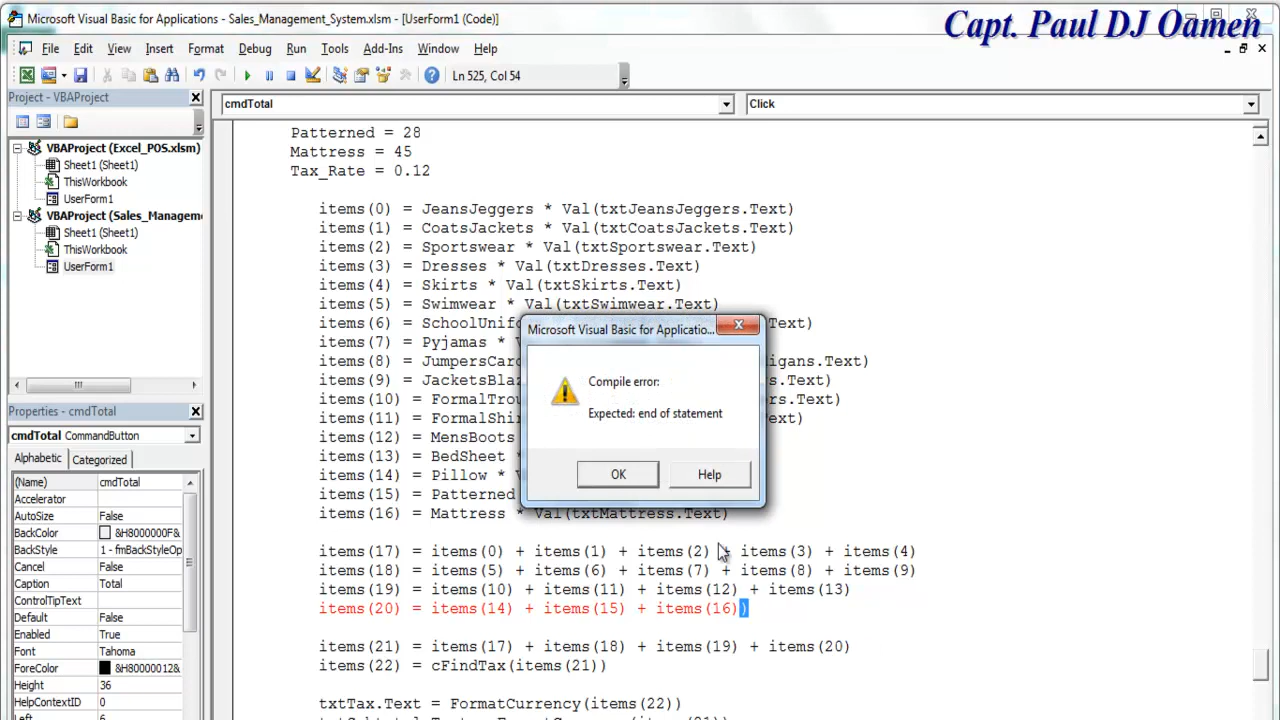 Microsoft Visual Basic for Applications - Sales_Management_System.xlsm - [UserForm1 (Code)]
Capt. Paul DJ Oamen
File Edit View Insert Format Debug Run Tools Add-Ins Window Help
Ln 525, Col 54
Project - VBAProject
VBAProject (Excel_POS.xlsm)
Sheet1 (Sheet1)
ThisWorkbook
UserForm1
VBAProject (Sales_Managem
Sheet1 (Sheet1)
ThisWorkbook
UserForm1
Properties - cmdTotal
cmdTotal CommandButton
Alphabetic Categorized
(Name) cmdTotal
Accelerator
AutoSize False
BackColor &H8000000F&
BackStyle 1 - fmBackStyleOp
Cancel False
Caption Total
ControlTipText
Default False
Enabled True
Font Tahoma
ForeColor &H80000012&
Height 36
HelpContextID 0
Left 6
cmdTotal Click
Patterned = 28
Mattress = 45
Tax_Rate = 0.12
items(0) = JeansJeggers * Val(txtJeansJeggers.Text)
items(1) = CoatsJackets * Val(txtCoatsJackets.Text)
items(2) = Sportswear * Val(txtSportswear.Text)
items(3) = Dresses * Val(txtDresses.Text)
items(4) = Skirts * Val(txtSkirts.Text)
items(5) = Swimwear * Val(txtSwimwear.Text)
items(6) = SchoolUnifo .Text)
items(7) = Pyjamas *
items(8) = JumpersCard igans.Text)
items(9) = JacketsBlaz .Text)
items(10) = FormalTrou rs.Text)
items(11) = FormalShir .Text)
items(12) = MensBoots
items(13) = BedSheet *
items(14) = Pillow *
items(15) = Patterned
items(16) = Mattress * Val(txtMattress.Text)
items(17) = items(0) + items(1) + items(2) + items(3) + items(4)
items(18) = items(5) + items(6) + items(7) + items(8) + items(9)
items(19) = items(10) + items(11) + items(12) + items(13)
items(20) = items(14) + items(15) + items(16))
items(21) = items(17) + items(18) + items(19) + items(20)
items(22) = cFindTax(items(21))
txtTax.Text = FormatCurrency(items(22))
Microsoft Visual Basic for Applicatio...
Compile error:
Expected: end of statement
OK Help